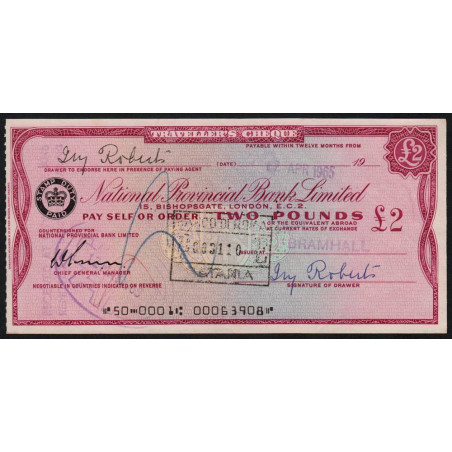 TRAVELLER'S CHEQUE
PAYABLE WITHIN TWELVE MONTHS FROM
Ivy Roberts
(DATE) APR 1965 19
£2
DRAWER TO ENDORSE HERE IN PRESENCE OF PAYING AGENT
STAMP DUTY PAID
National Provincial Bank Limited
15, BISHOPSGATE, LONDON, E.C.2.
PAY SELF OR ORDER, TWO POUNDS OR THE EQUIVALENT ABROAD AT CURRENT RATES OF EXCHANGE £2
COUNTERSIGNED FOR
NATIONAL PROVINCIAL BANK LIMITED
ISSUED AT BRAMHALL
CHIEF GENERAL MANAGER
Ivy Roberts
NEGOTIABLE IN COUNTRIES INDICATED ON REVERSE
SIGNATURE OF DRAWER
⑈50⑉0001⑆ 00063908⑈